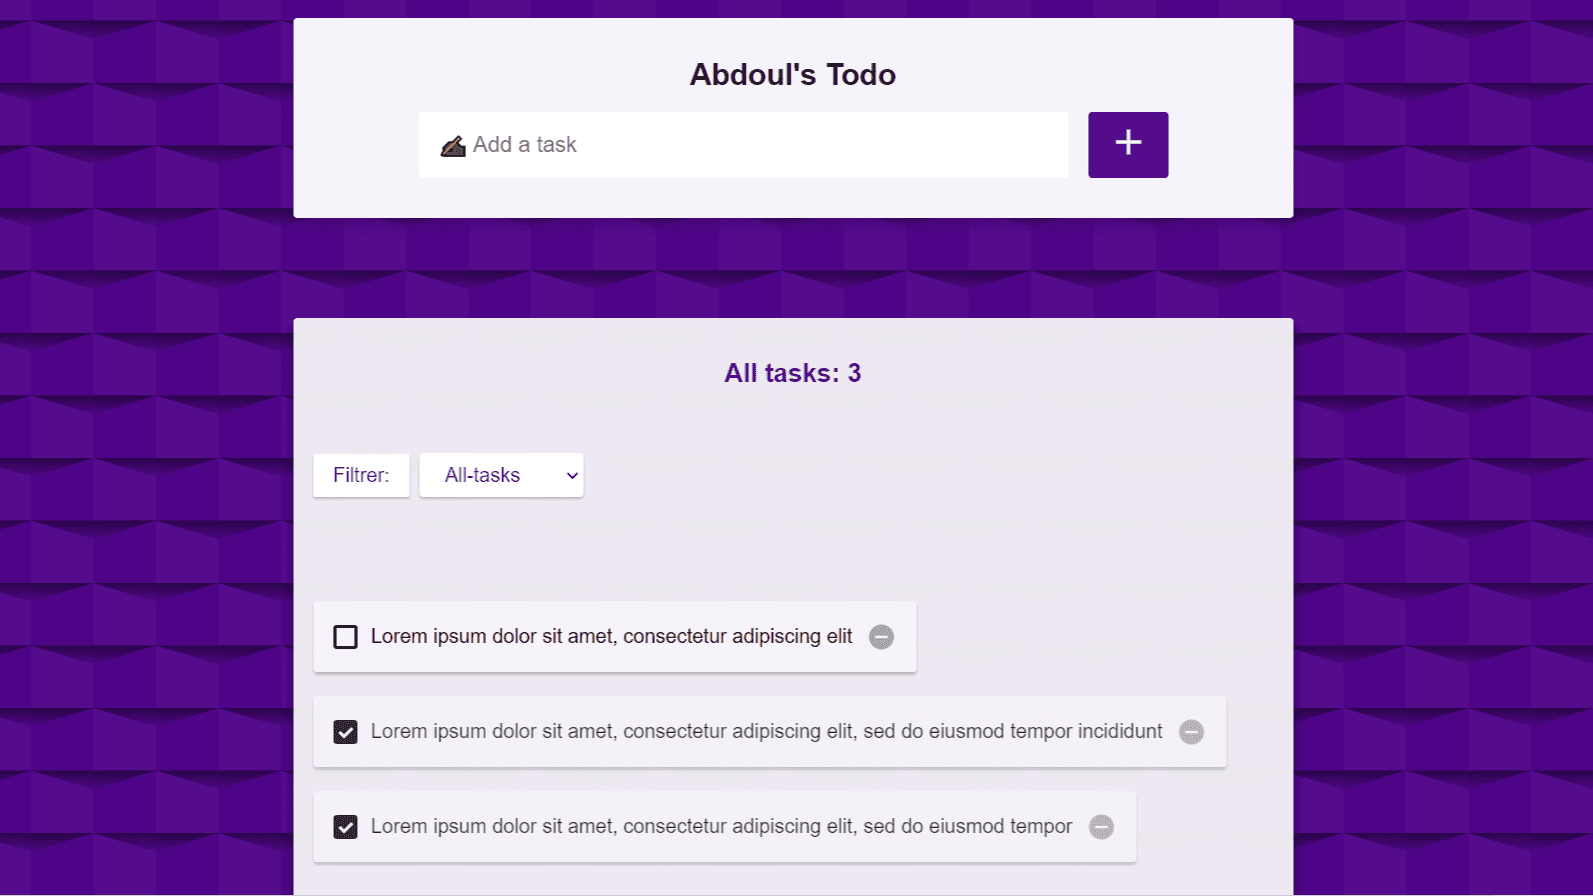 Abdoul's Todo
✍🏿 Add a task
+
All tasks: 3
Filtrer: All-tasks
Lorem ipsum dolor sit amet, consectetur adipiscing elit
Lorem ipsum dolor sit amet, consectetur adipiscing elit, sed do eiusmod tempor incididunt
Lorem ipsum dolor sit amet, consectetur adipiscing elit, sed do eiusmod tempor